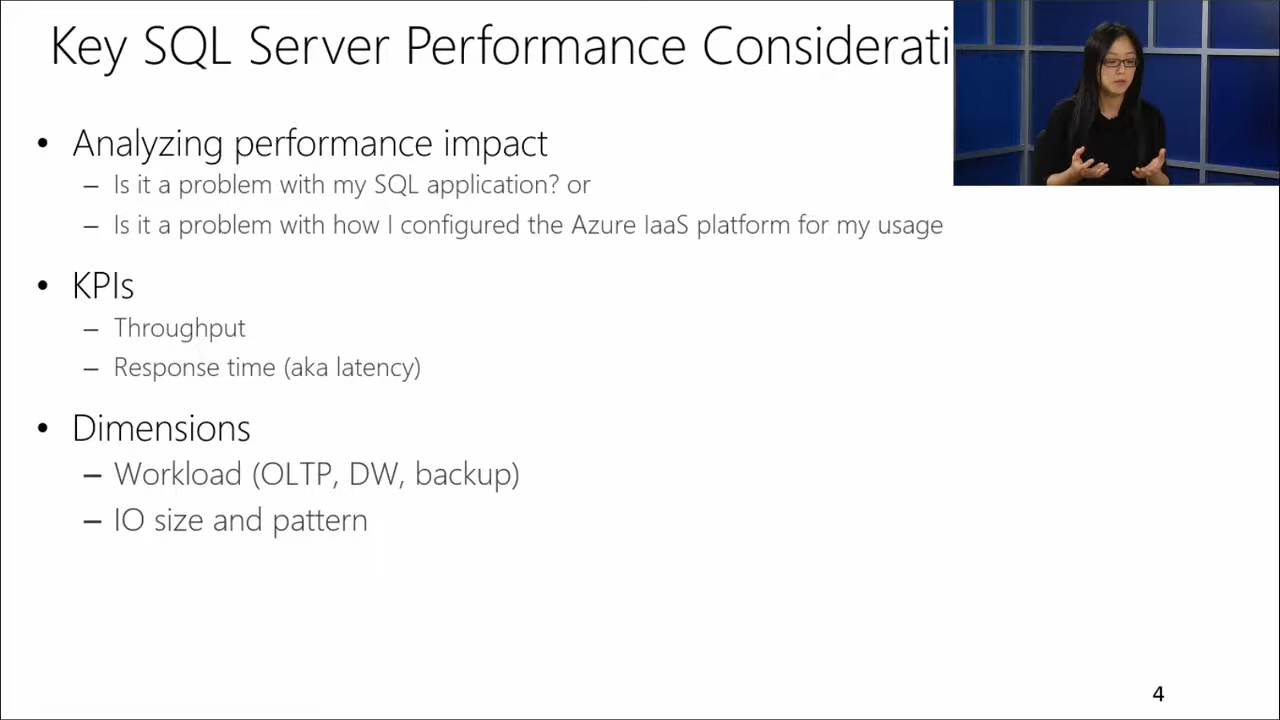 Key SQL Server Performance Considerati
• Analyzing performance impact
– Is it a problem with my SQL application? or
– Is it a problem with how I configured the Azure IaaS platform for my usage
• KPIs
– Throughput
– Response time (aka latency)
• Dimensions
– Workload (OLTP, DW, backup)
– IO size and pattern
4